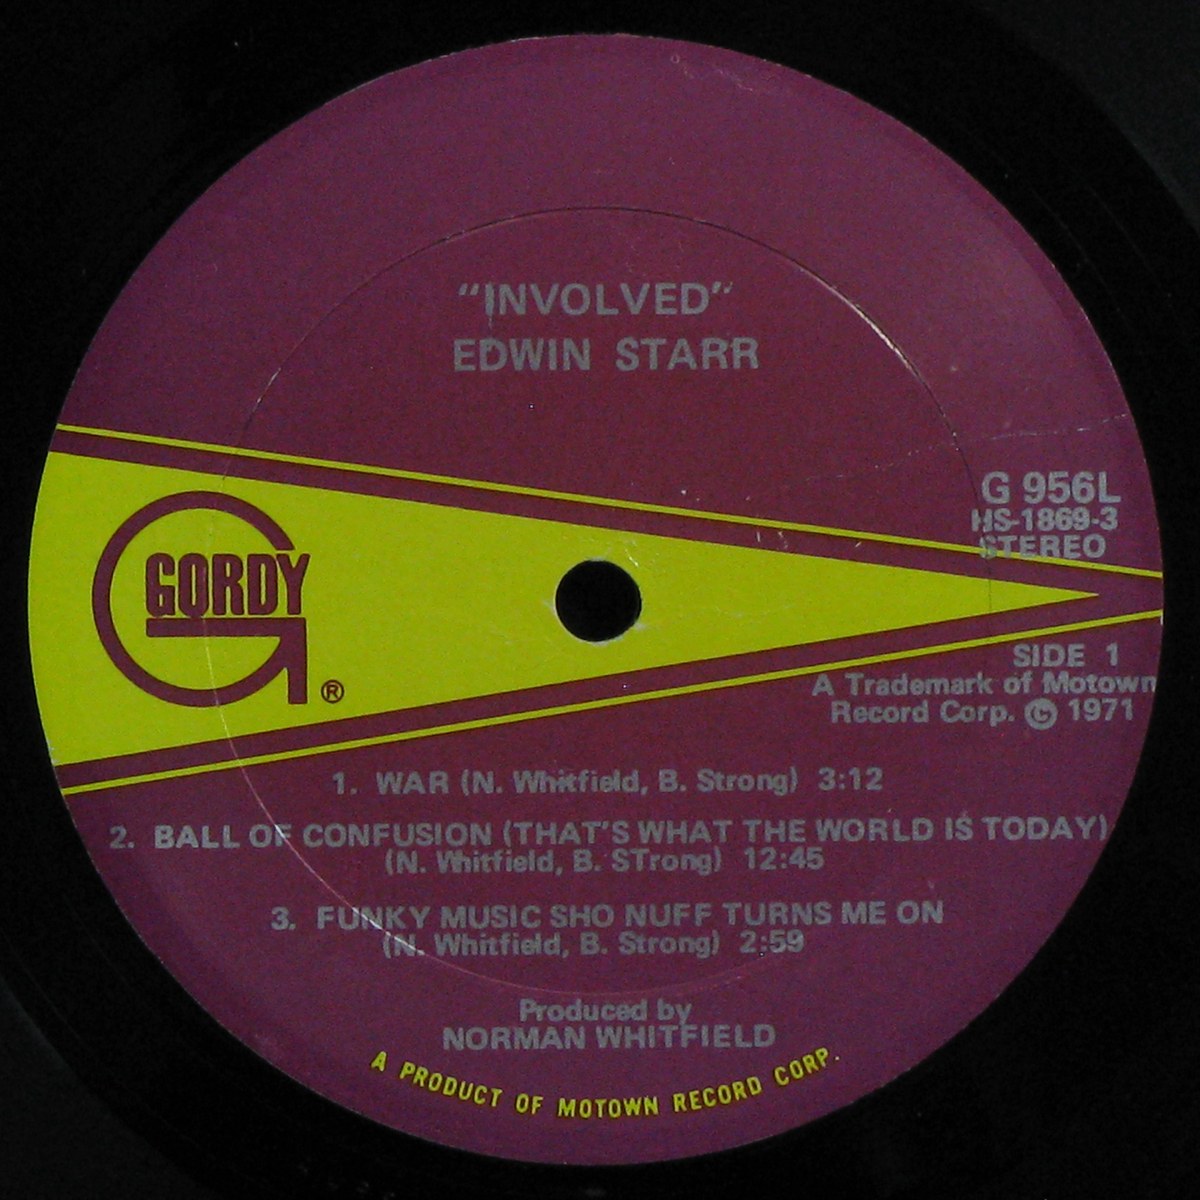 “INVOLVED”
EDWIN STARR
G 956L
HS-1869-3
STEREO
GORDY
®
SIDE 1
A Trademark of Motown
Record Corp. © 1971
1. WAR (N. Whitfield, B. Strong) 3:12
2. BALL OF CONFUSION (THAT'S WHAT THE WORLD IS TODAY)
(N. Whitfield, B. STrong) 12:45
3. FUNKY MUSIC SHO NUFF TURNS ME ON
(N. Whitfield, B. Strong) 2:59
Produced by
NORMAN WHITFIELD
A PRODUCT OF MOTOWN RECORD CORP.